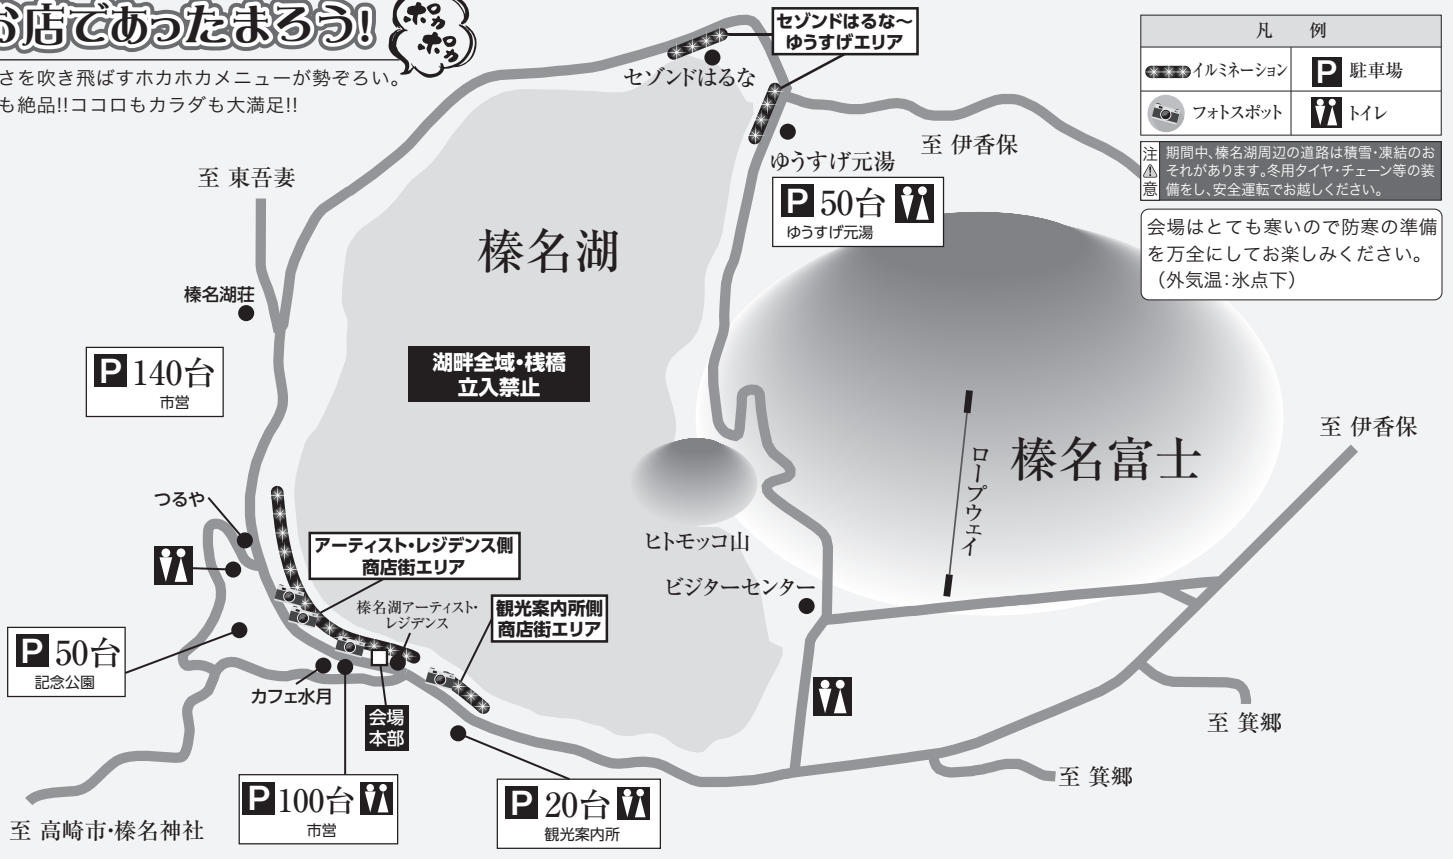 お店であったまろう!
ポカ
ポカ
さを吹き飛ばすホカホカメニューが勢ぞろい。
も絶品!!ココロもカラダも大満足!!
セゾンドはるな〜
ゆうすげエリア
セゾンドはるな
ゆうすげ元湯
至 伊香保
P 50台
ゆうすげ元湯
凡 例
イルミネーション
P 駐車場
フォトスポット
トイレ
注意
期間中、榛名湖周辺の道路は積雪・凍結のお
それがあります。冬用タイヤ・チェーン等の装
備をし、安全運転でお越しください。
会場はとても寒いので防寒の準備
を万全にしてお楽しみください。
（外気温：氷点下）
至 東吾妻
榛名湖
榛名湖荘
P 140台
市営
湖畔全域・桟橋
立入禁止
榛名富士
ロープウェイ
至 伊香保
ヒトモッコ山
ビジターセンター
つるや
アーティスト・レジデンス側
商店街エリア
榛名湖アーティスト・
レジデンス
観光案内所側
商店街エリア
P 50台
記念公園
カフェ水月
会場
本部
P 100台
市営
P 20台
観光案内所
至 箕郷
至 箕郷
至 高崎市・榛名神社